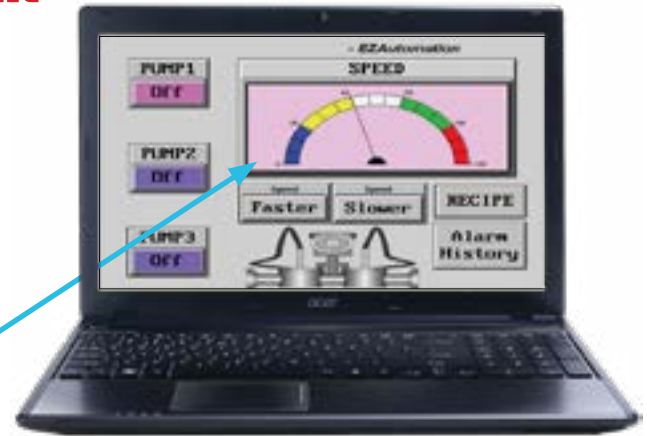 - EZAutomation
PUMP1
Off
SPEED
PUMP2
Off
Speed
Faster
Speed
Slower
RECIPE
PUMP3
Off
Alarm
History
acer